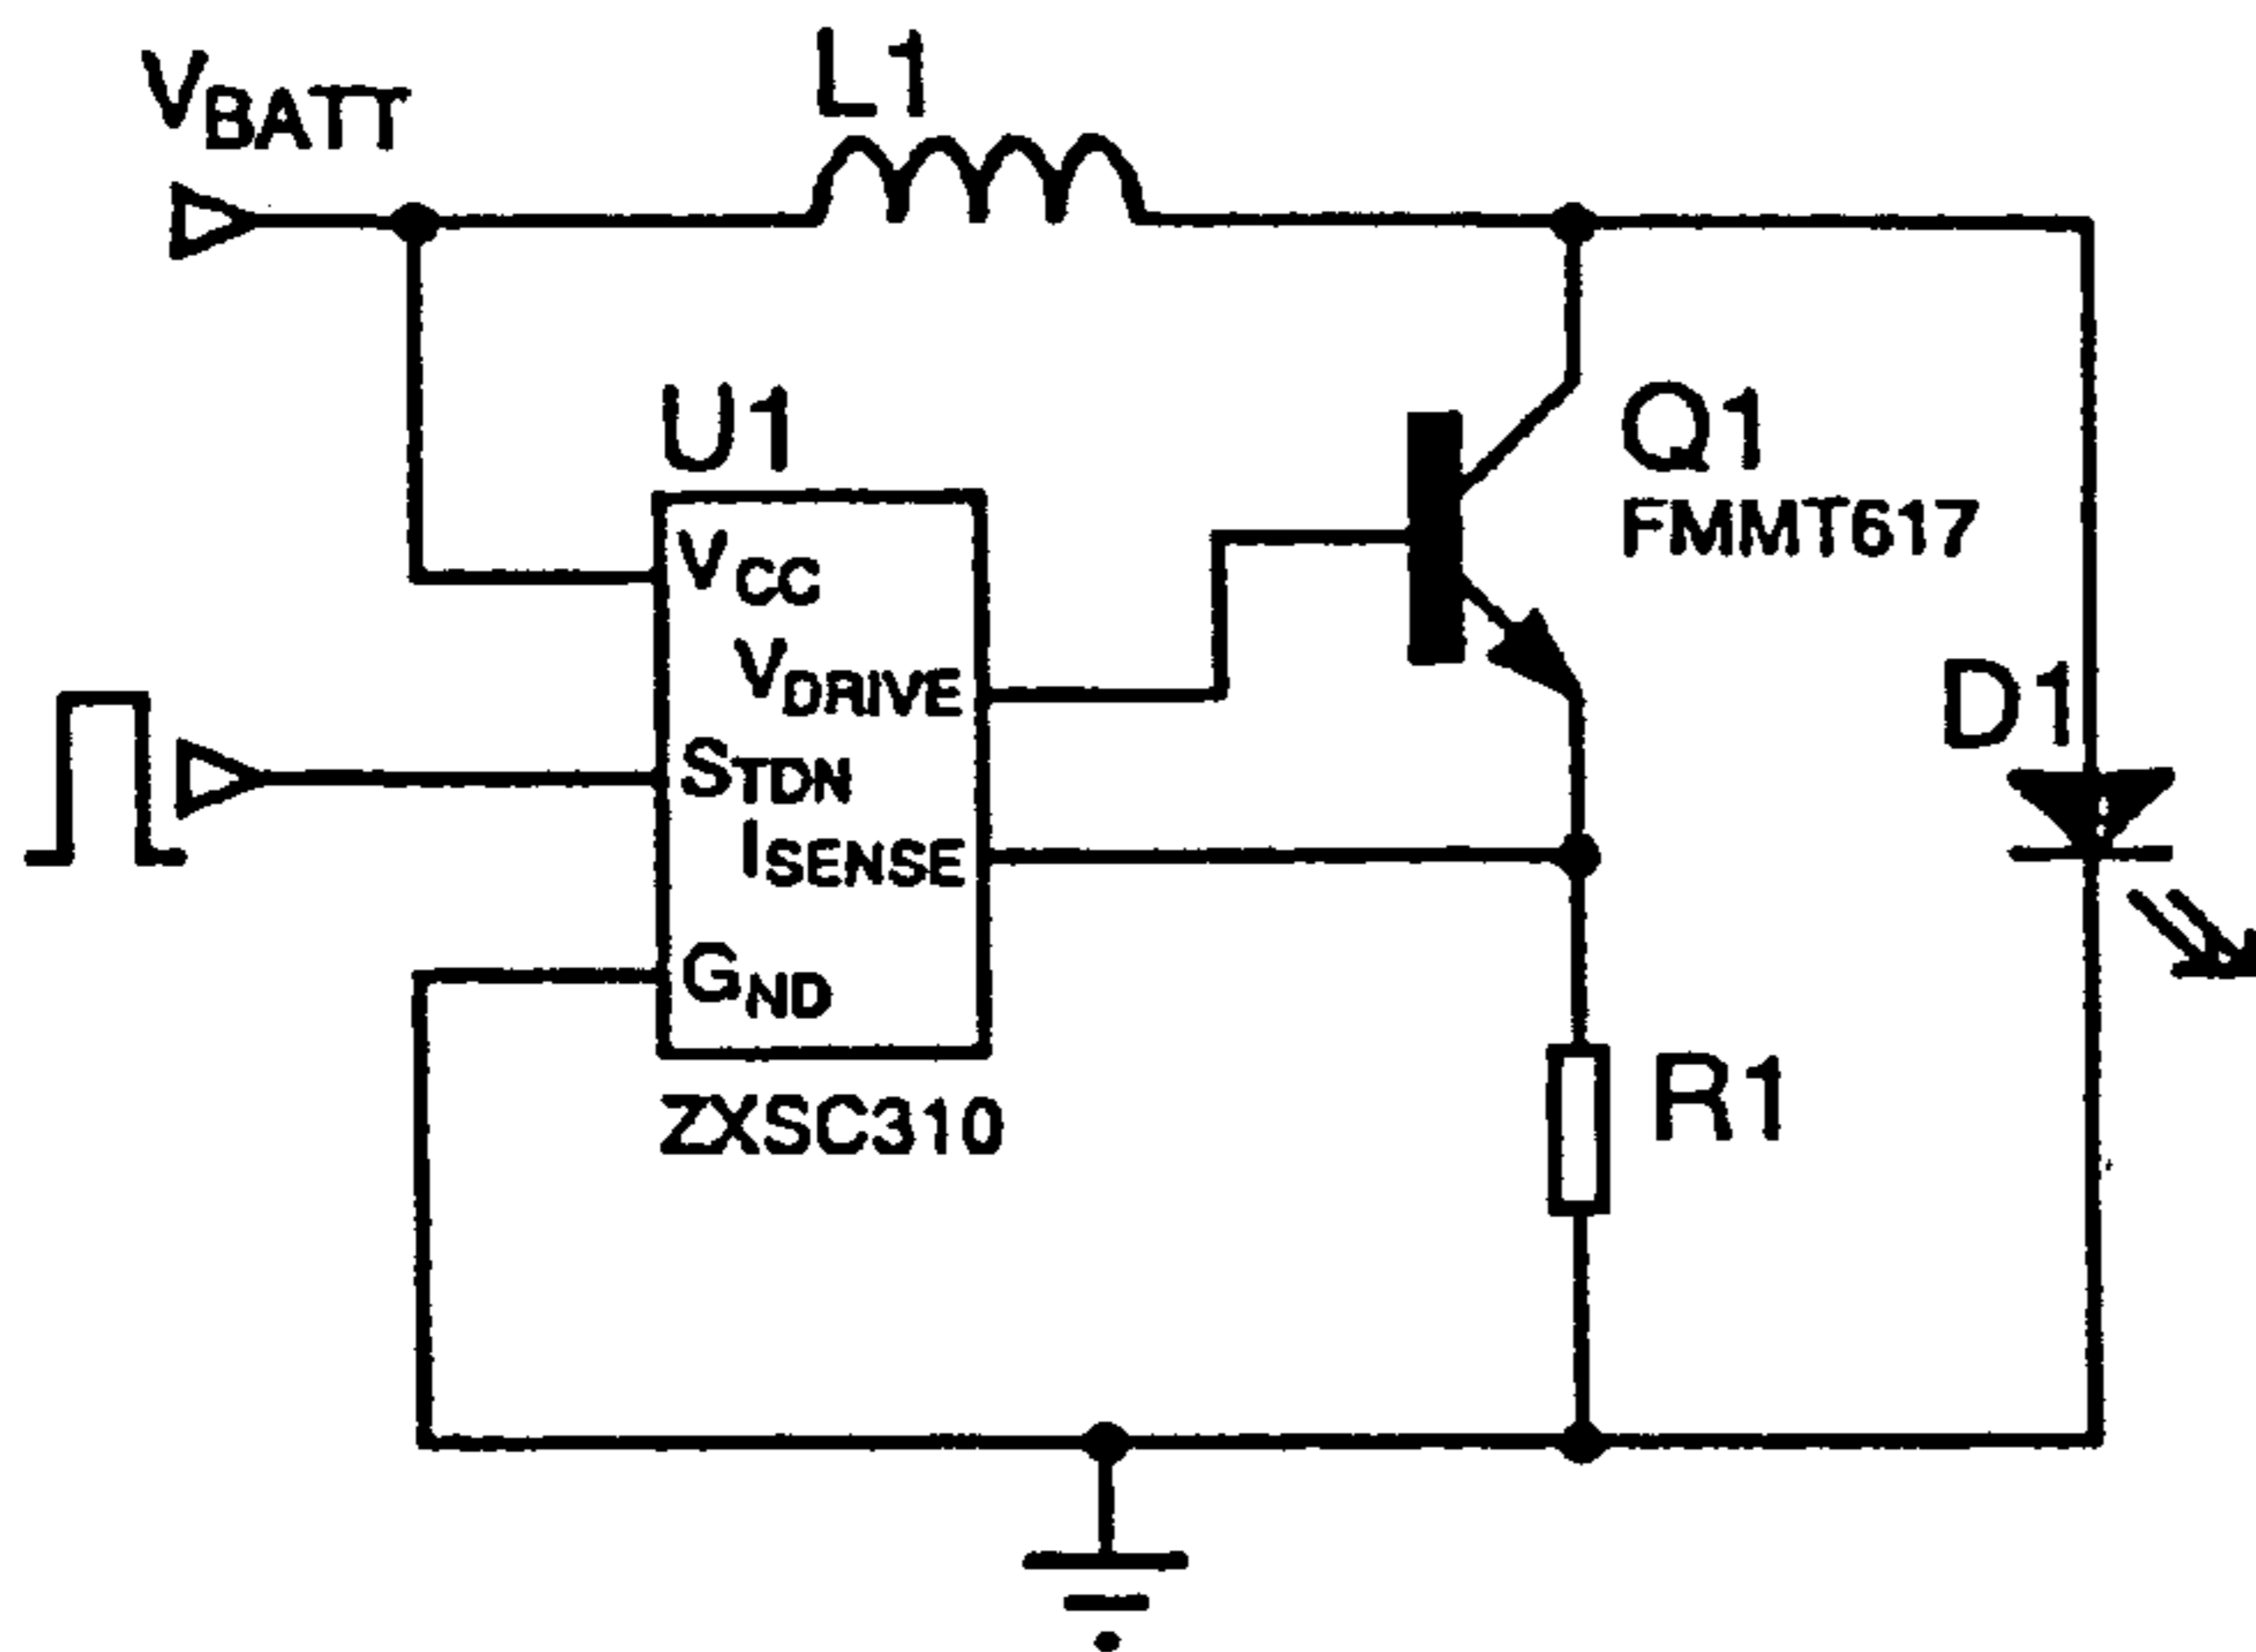 VBATT
L1
U1
Q1
FMMT617
VCC
VDRIVE
D1
STDN
ISENSE
GND
R1
ZXSC310